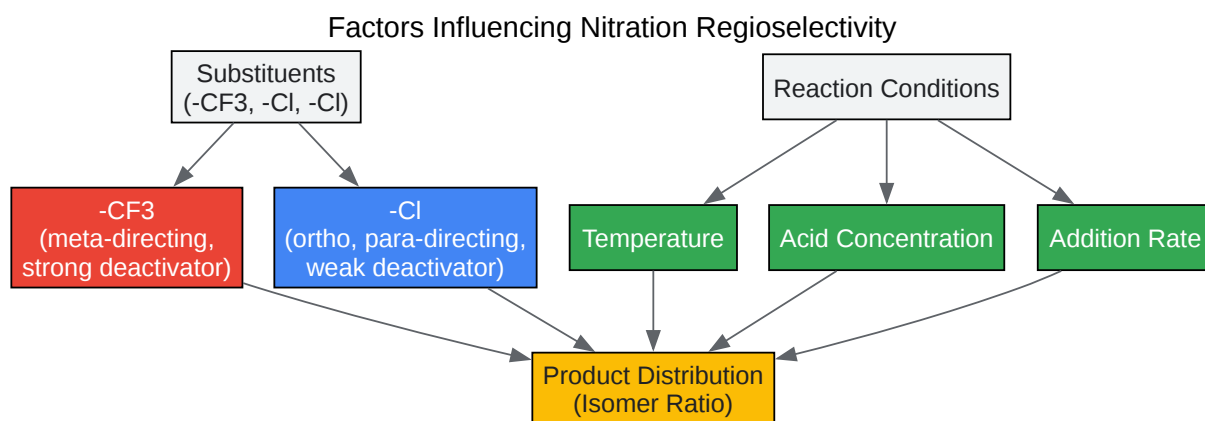 Factors Influencing Nitration Regioselectivity
Substituents
(-CF3, -Cl, -Cl)
Reaction Conditions
-CF3
(meta-directing,
strong deactivator)
-Cl
(ortho, para-directing,
weak deactivator)
Temperature
Acid Concentration
Addition Rate
Product Distribution
(Isomer Ratio)